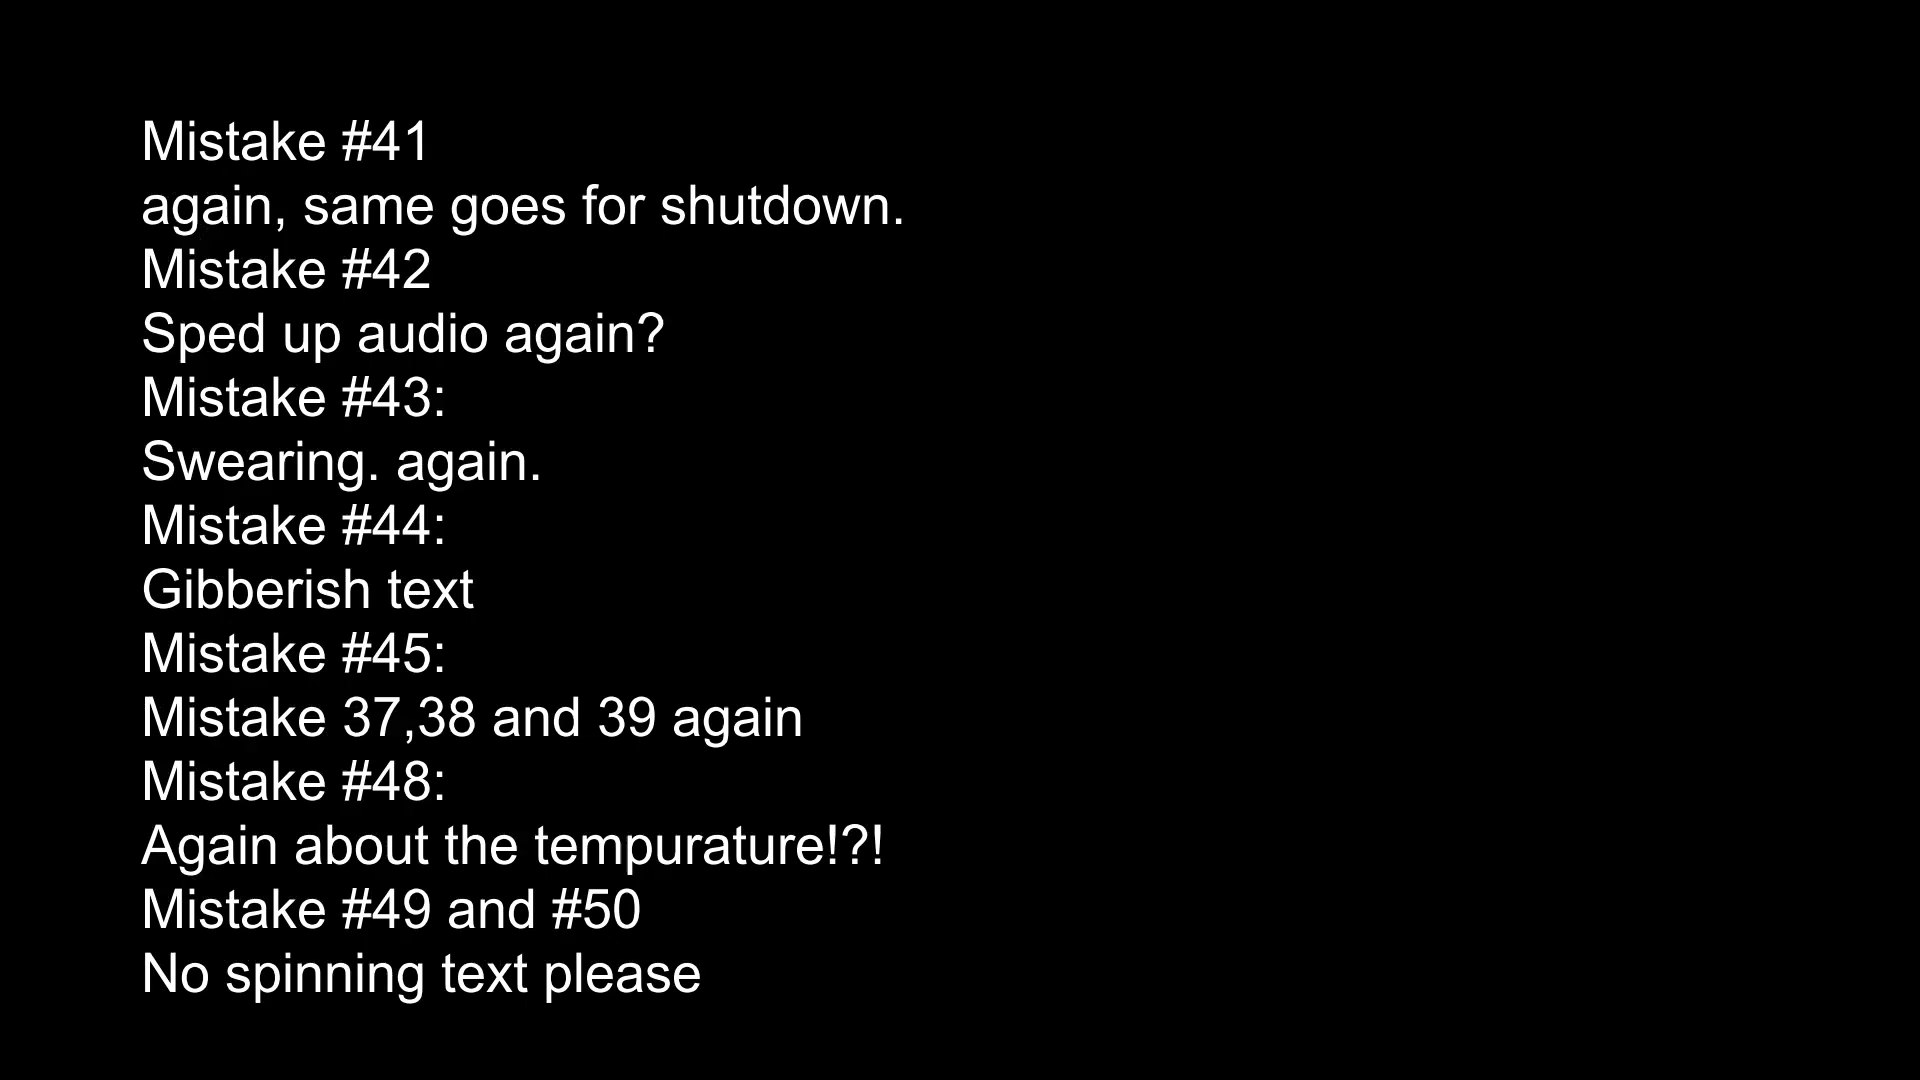 Mistake #41
again, same goes for shutdown.
Mistake #42
Sped up audio again?
Mistake #43:
Swearing. again.
Mistake #44:
Gibberish text
Mistake #45:
Mistake 37,38 and 39 again
Mistake #48:
Again about the tempurature!?!
Mistake #49 and #50
No spinning text please